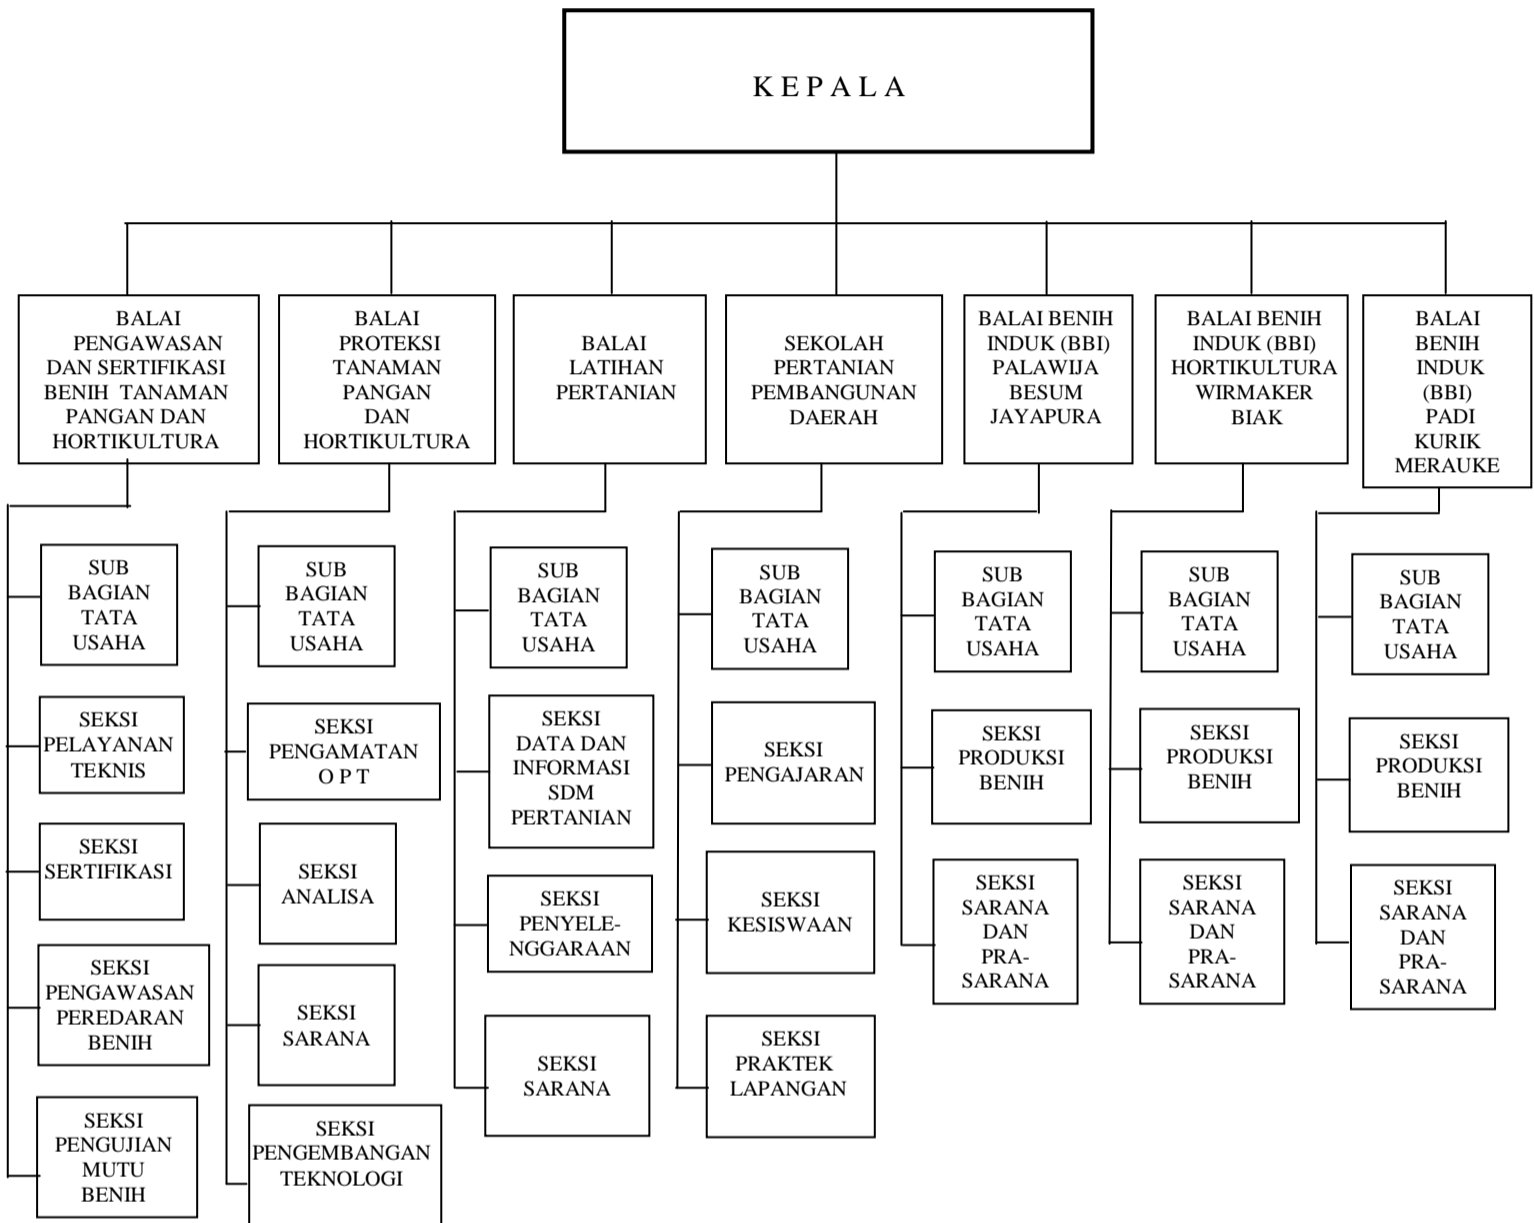 K E P A L A
BALAI
PENGAWASAN
DAN SERTIFIKASI
BENIH TANAMAN
PANGAN DAN
HORTIKULTURA
BALAI
PROTEKSI
TANAMAN
PANGAN
DAN
HORTIKULTURA
BALAI
LATIHAN
PERTANIAN
SEKOLAH
PERTANIAN
PEMBANGUNAN
DAERAH
BALAI BENIH
INDUK (BBI)
PALAWIJA
BESUM
JAYAPURA
BALAI BENIH
INDUK (BBI)
HORTIKULTURA
WIRMAKER
BIAK
BALAI
BENIH
INDUK
(BBI)
PADI
KURIK
MERAUKE
SUB
BAGIAN
TATA
USAHA
SEKSI
PELAYANAN
TEKNIS
SEKSI
SERTIFIKASI
SEKSI
PENGAWASAN
PEREDARAN
BENIH
SEKSI
PENGUJIAN
MUTU
BENIH
SUB
BAGIAN
TATA
USAHA
SEKSI
PENGAMATAN
O P T
SEKSI
ANALISA
SEKSI
SARANA
SEKSI
PENGEMBANGAN
TEKNOLOGI
SUB
BAGIAN
TATA
USAHA
SEKSI
DATA DAN
INFORMASI
SDM
PERTANIAN
SEKSI
PENYELE-
NGGARAAN
SEKSI
SARANA
SUB
BAGIAN
TATA
USAHA
SEKSI
PENGAJARAN
SEKSI
KESISWAAN
SEKSI
PRAKTEK
LAPANGAN
SUB
BAGIAN
TATA
USAHA
SEKSI
PRODUKSI
BENIH
SEKSI
SARANA
DAN
PRA-
SARANA
SUB
BAGIAN
TATA
USAHA
SEKSI
PRODUKSI
BENIH
SEKSI
SARANA
DAN
PRA-
SARANA
SUB
BAGIAN
TATA
USAHA
SEKSI
PRODUKSI
BENIH
SEKSI
SARANA
DAN
PRA-
SARANA